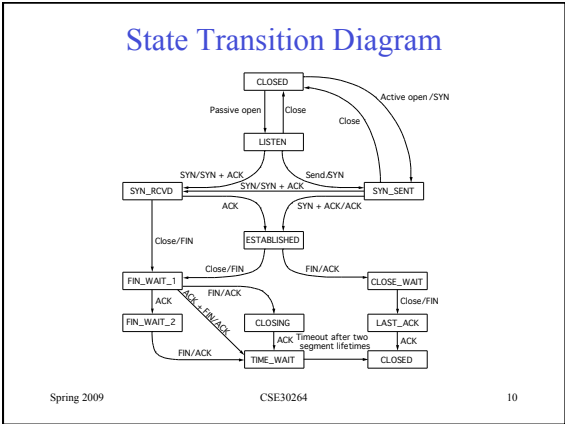 State Transition Diagram
CLOSED
Active open /SYN
Passive open
Close
Close
LISTEN
SYN/SYN + ACK
Send/SYN
SYN/SYN + ACK
SYN_RCVD
SYN_SENT
ACK
SYN + ACK/ACK
Close/FIN
ESTABLISHED
Close/FIN
FIN/ACK
FIN_WAIT_1
CLOSE_WAIT
FIN/ACK
ACK + FIN/ACK
ACK
Close/FIN
FIN_WAIT_2
CLOSING
LAST_ACK
ACK
Timeout after two
segment lifetimes
ACK
FIN/ACK
TIME_WAIT
CLOSED
Spring 2009
CSE30264
10